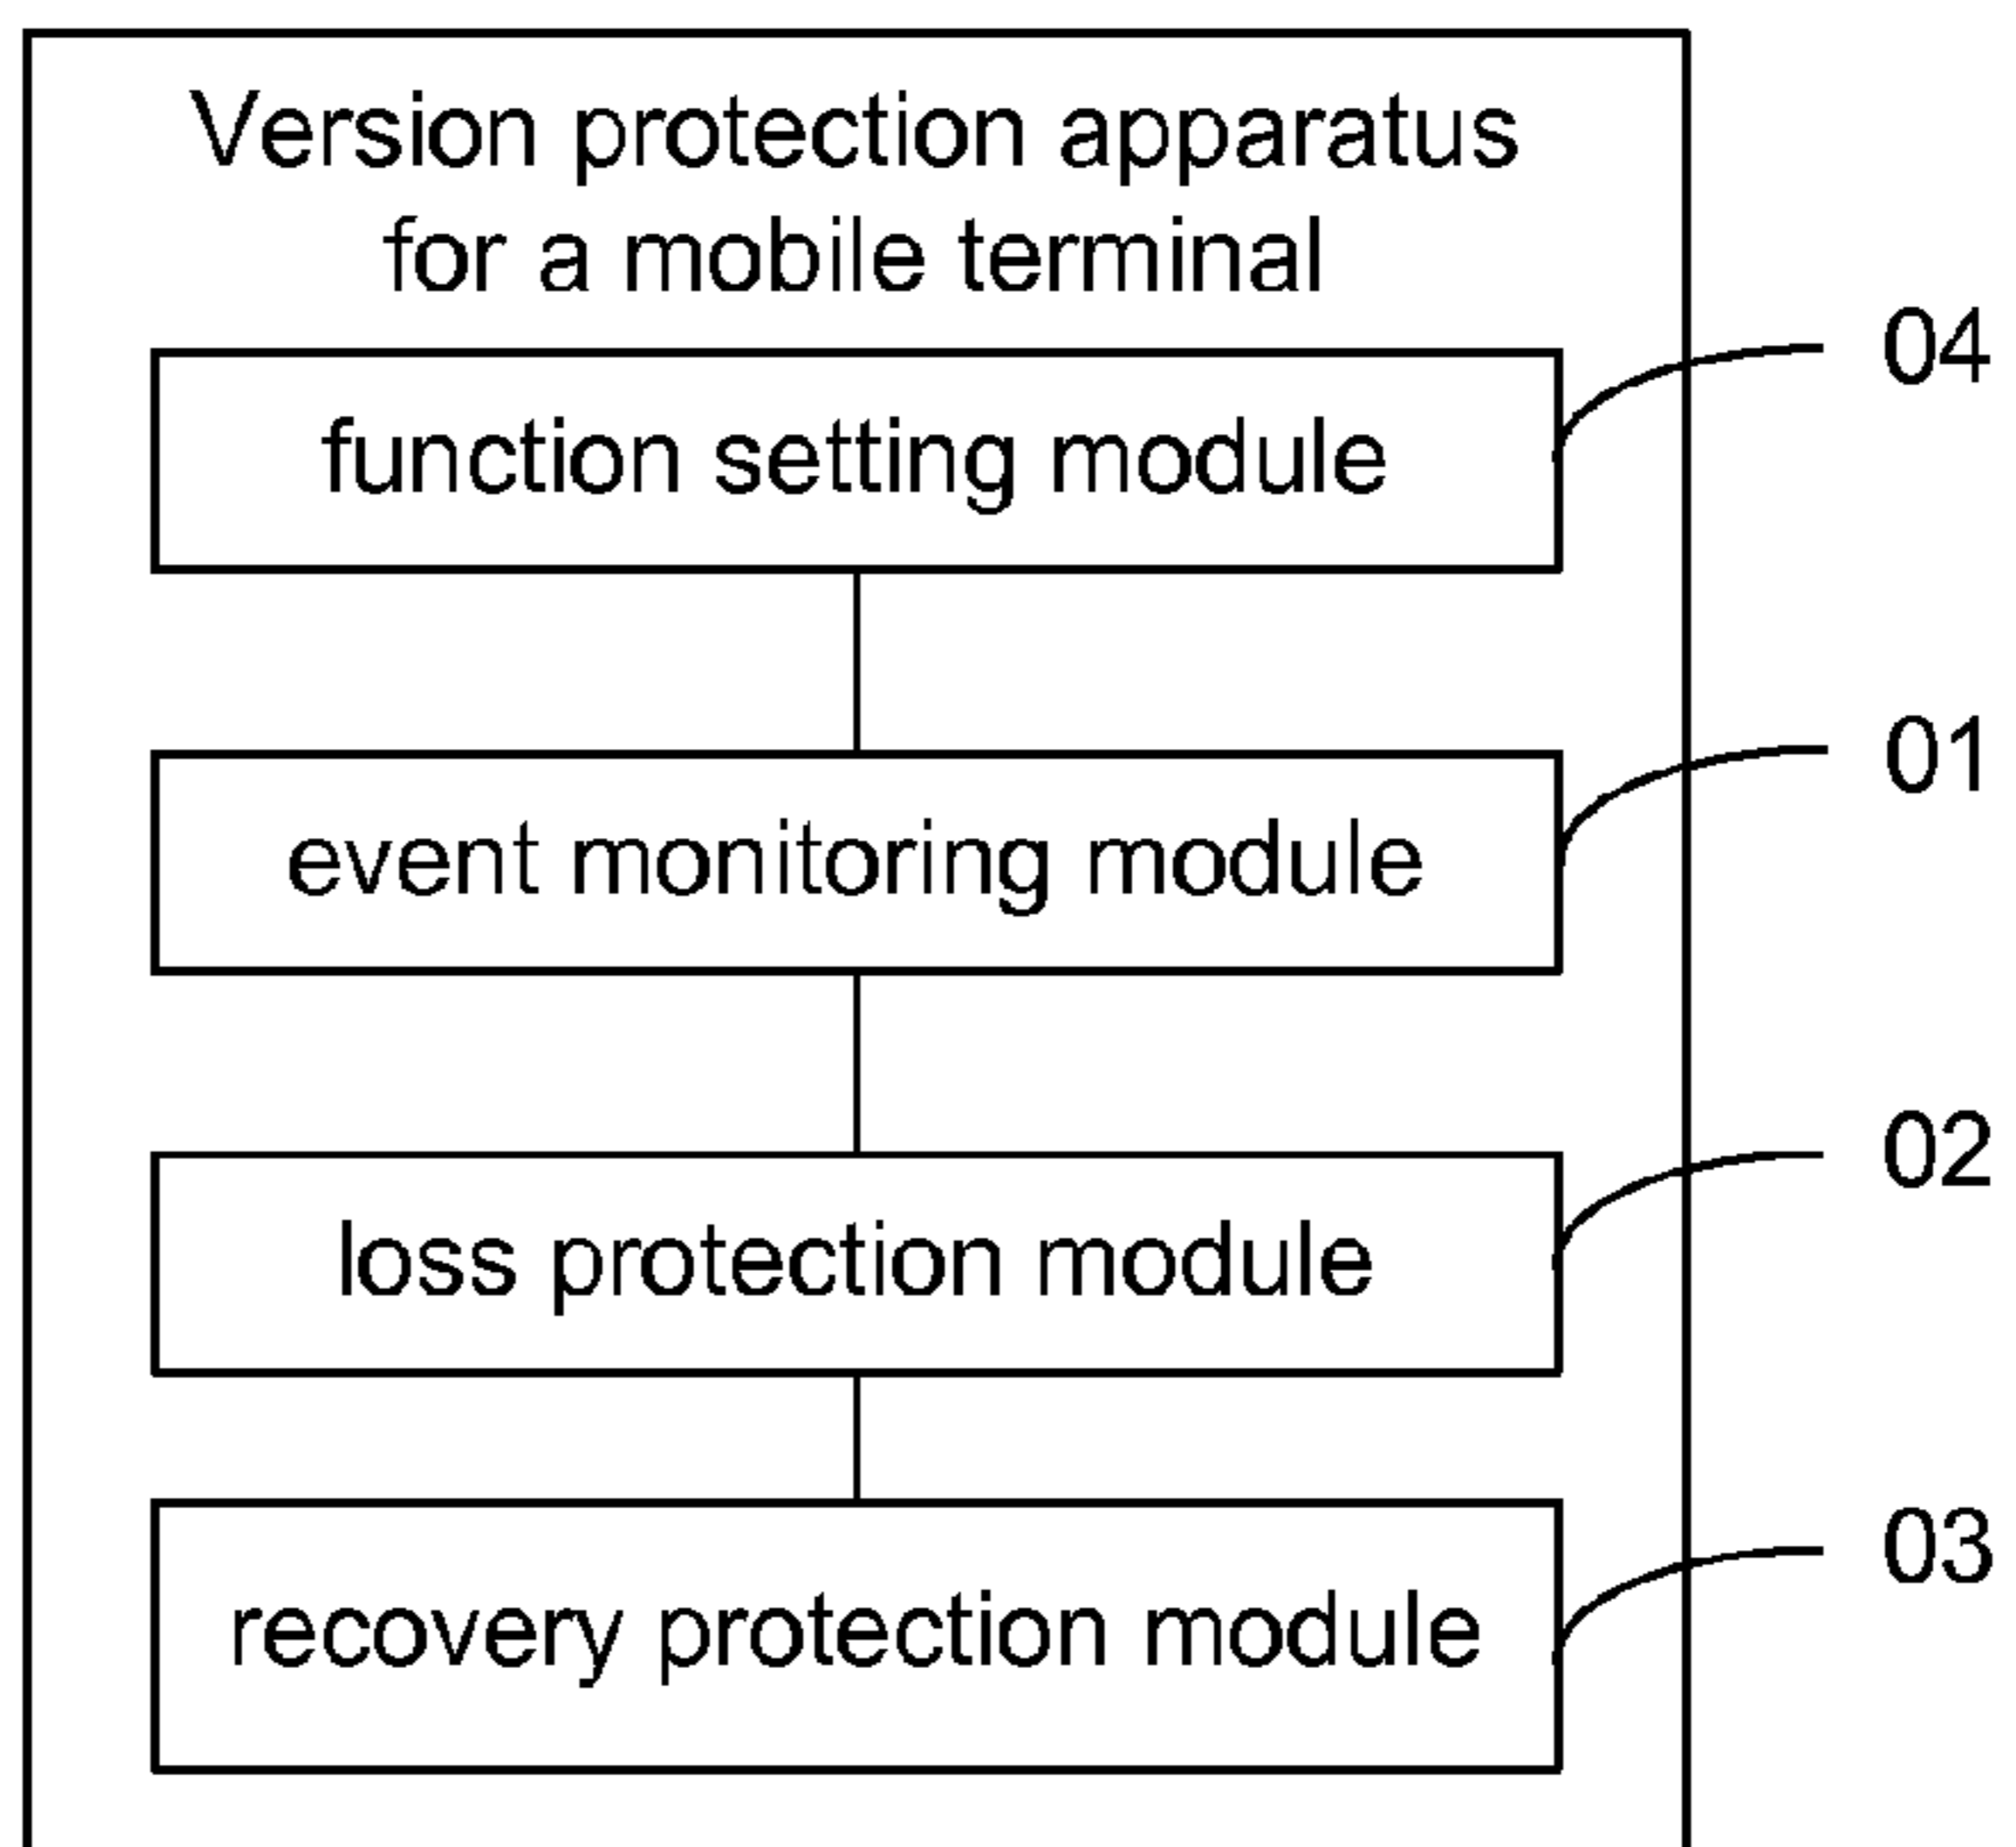 Version protection apparatus
for a mobile terminal
04
function setting module
01
event monitoring module
02
loss protection module
03
recovery protection module